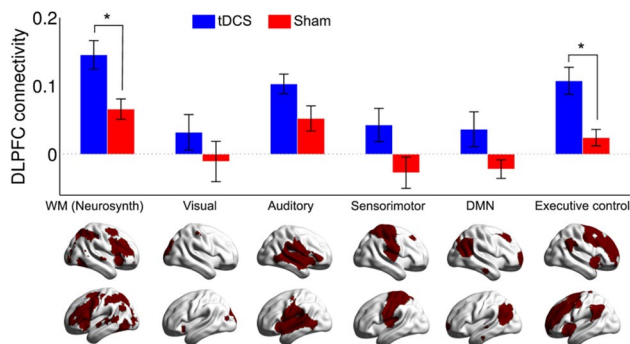 0.2
0.1
0
DLPFC connectivity
* tDCS Sham *
WM (Neurosynth) Visual Auditory Sensorimotor DMN Executive control